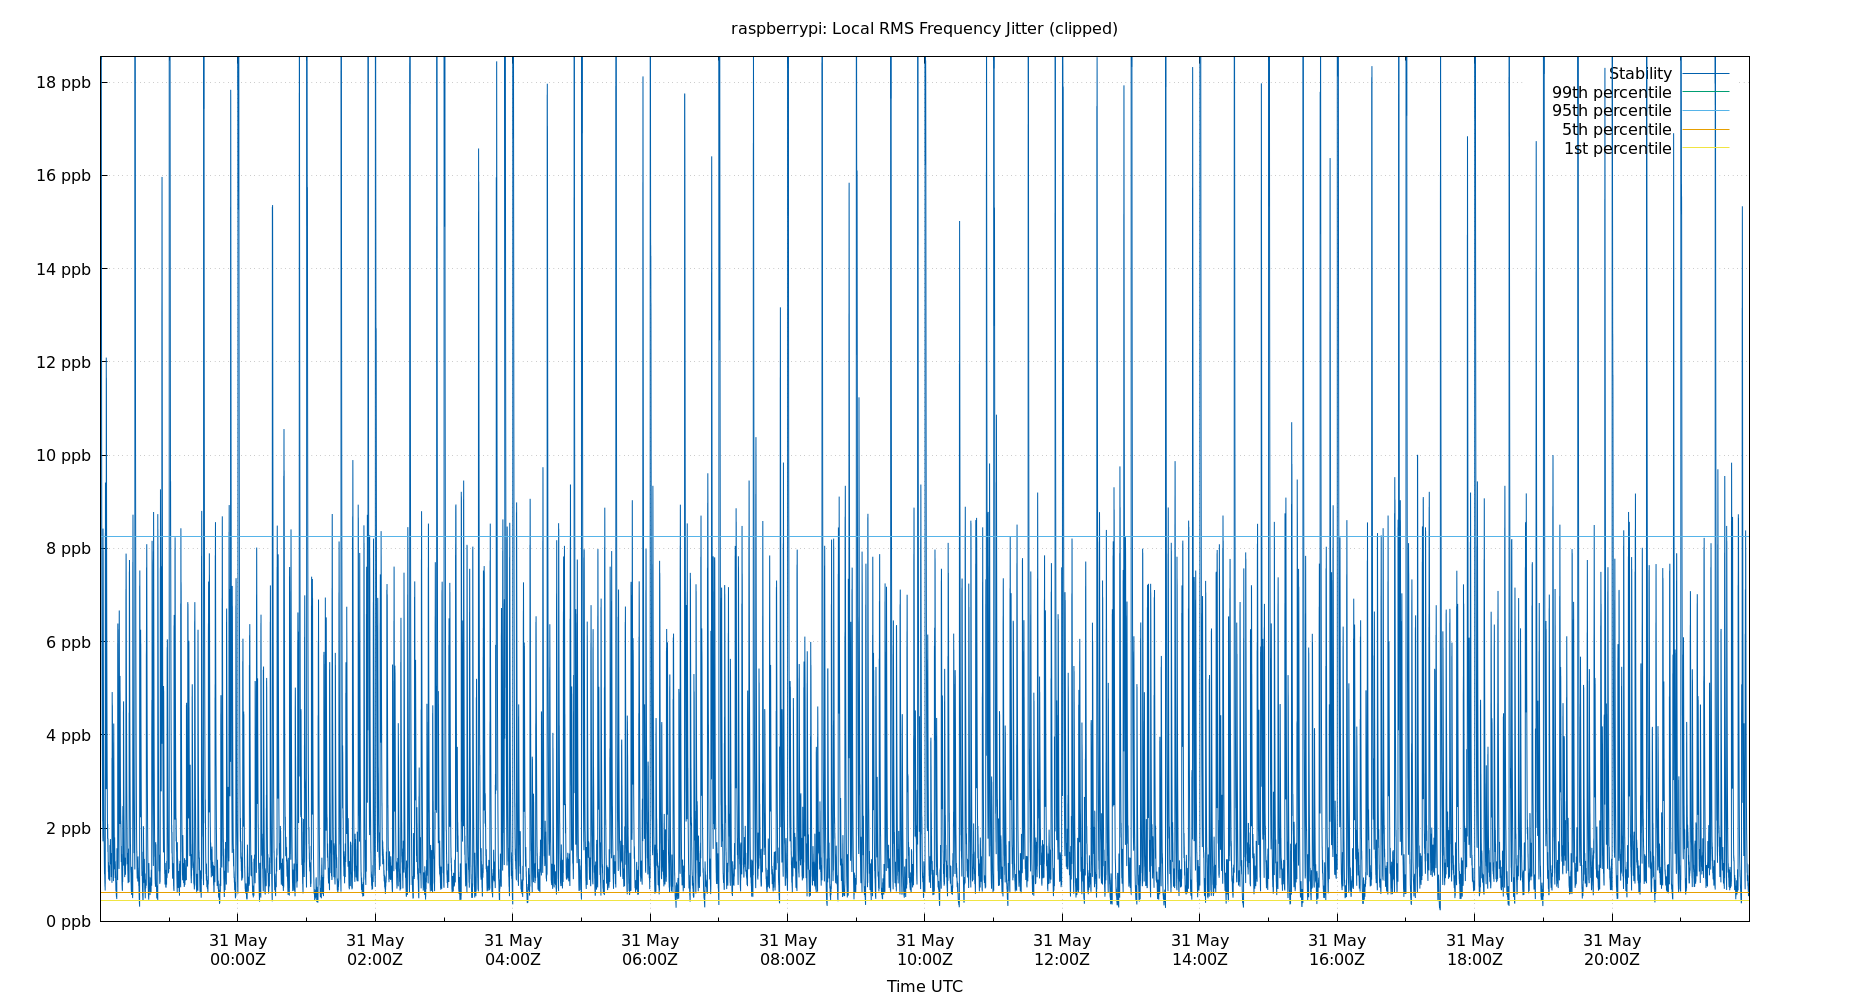 raspberrypi: Local RMS Frequency Jitter (clipped)
18 ppb
16 ppb
14 ppb
12 ppb
10 ppb
8 ppb
6 ppb
4 ppb
2 ppb
0 ppb
Stability
99th percentile
95th percentile
5th percentile
1st percentile
31 May 31 May 31 May 31 May 31 May 31 May 31 May 31 May 31 May 31 May 31 May
00:00Z 02:00Z 04:00Z 06:00Z 08:00Z 10:00Z 12:00Z 14:00Z 16:00Z 18:00Z 20:00Z
Time UTC